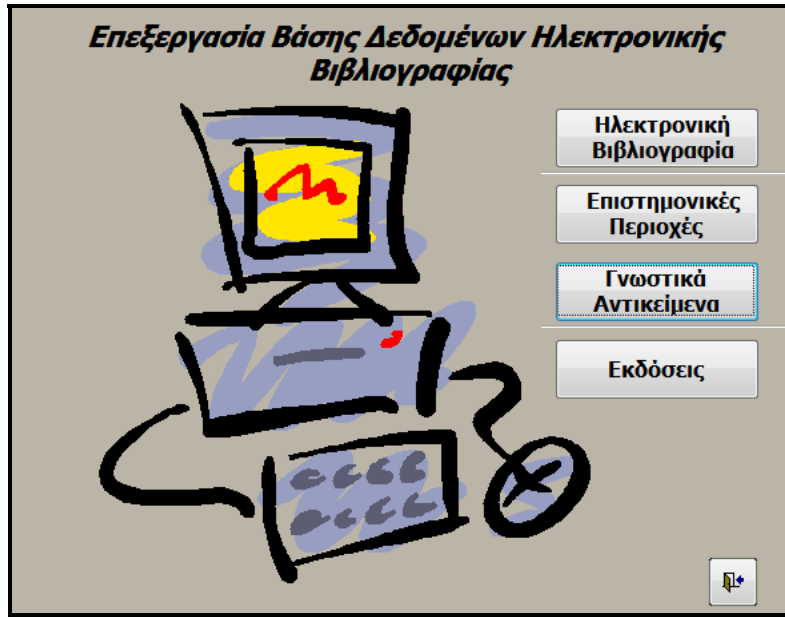 Επεξεργασία Βάσης Δεδομένων Ηλεκτρονικής
Βιβλιογραφίας
Ηλεκτρονική
Βιβλιογραφία
Επιστημονικές
Περιοχές
Γνωστικά
Αντικείμενα
Εκδόσεις